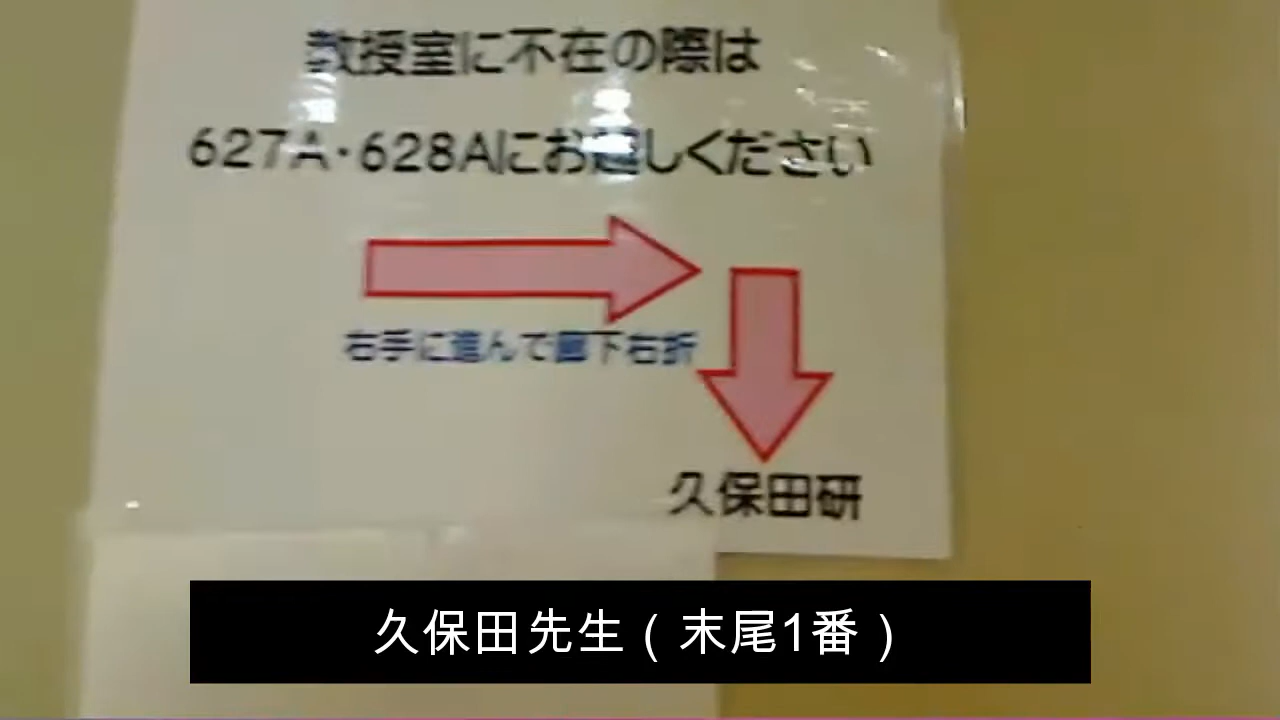 教授室に不在の際は
627A・628Aにお越しください
右手に進んで廊下右折
久保田研
久保田先生（末尾1番）